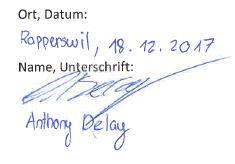 Ort, Datum:
Rapperswil, 18.12.2017
Name, Unterschrift:
Anthony Delay